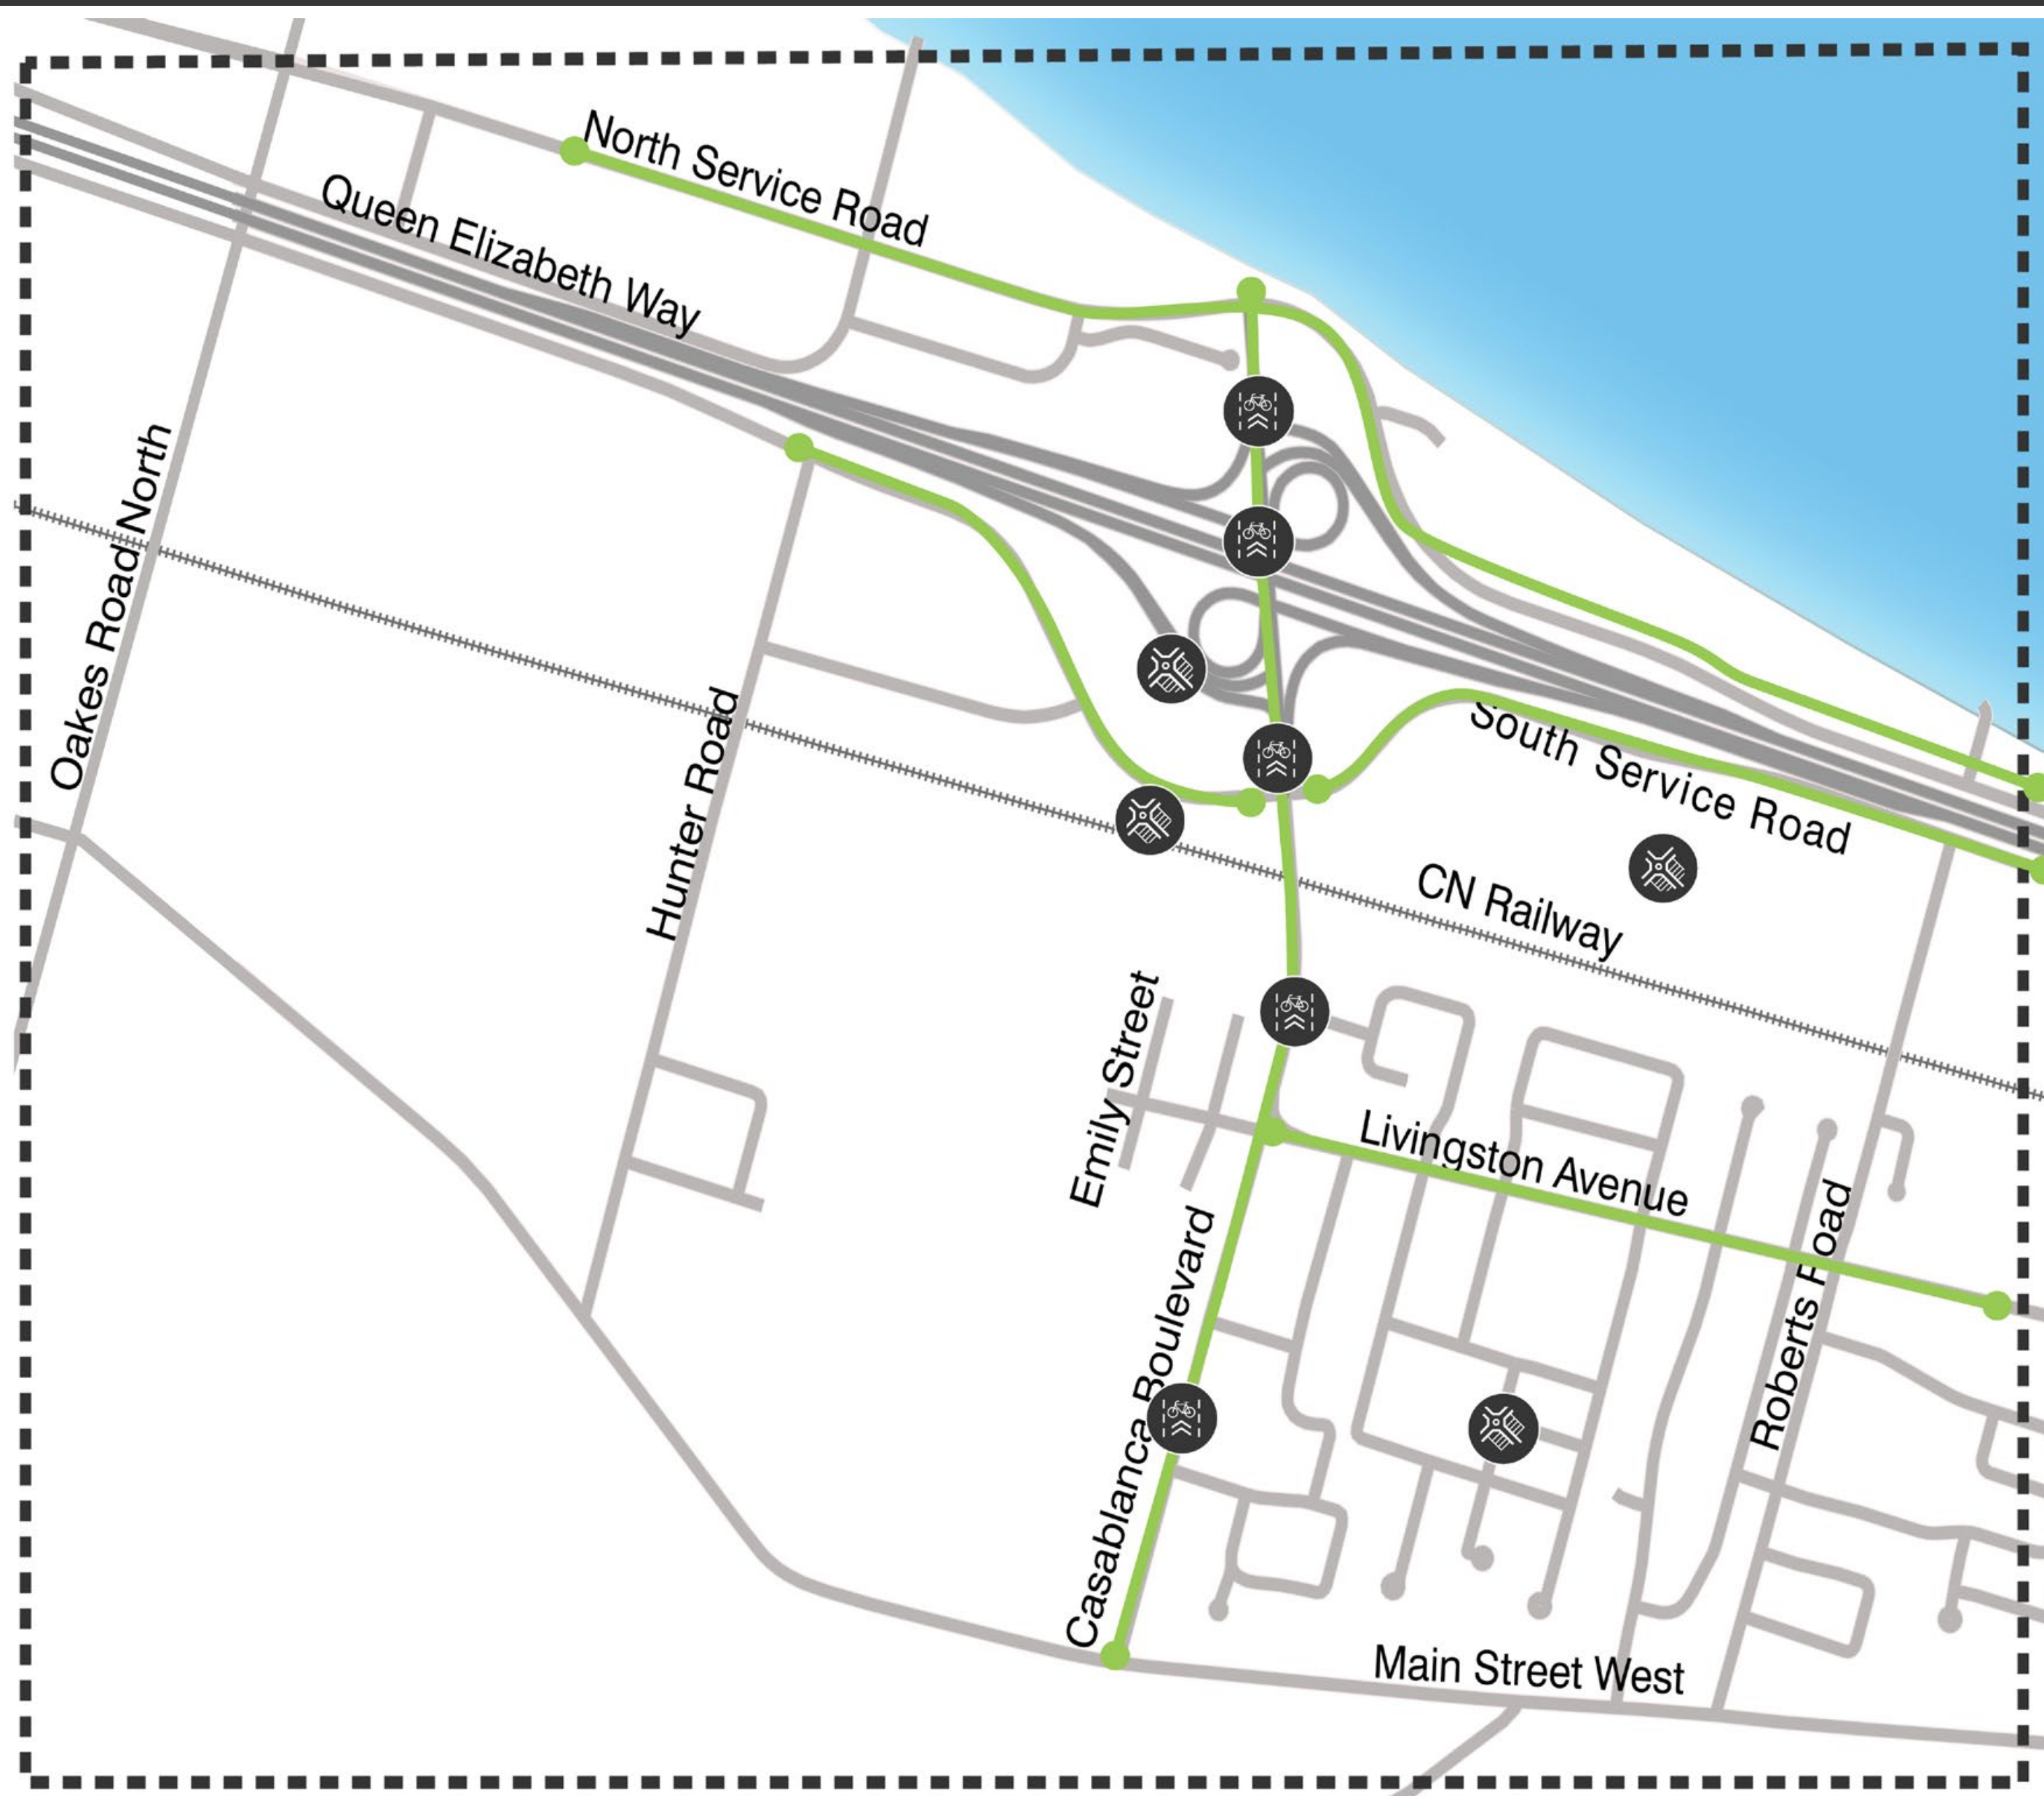 North Service Road
Queen Elizabeth Way
Oakes Road North
Hunter Road
South Service Road
CN Railway
Emily Street
Livingston Avenue
Casablanca Boulevard
Roberts Road
Main Street West